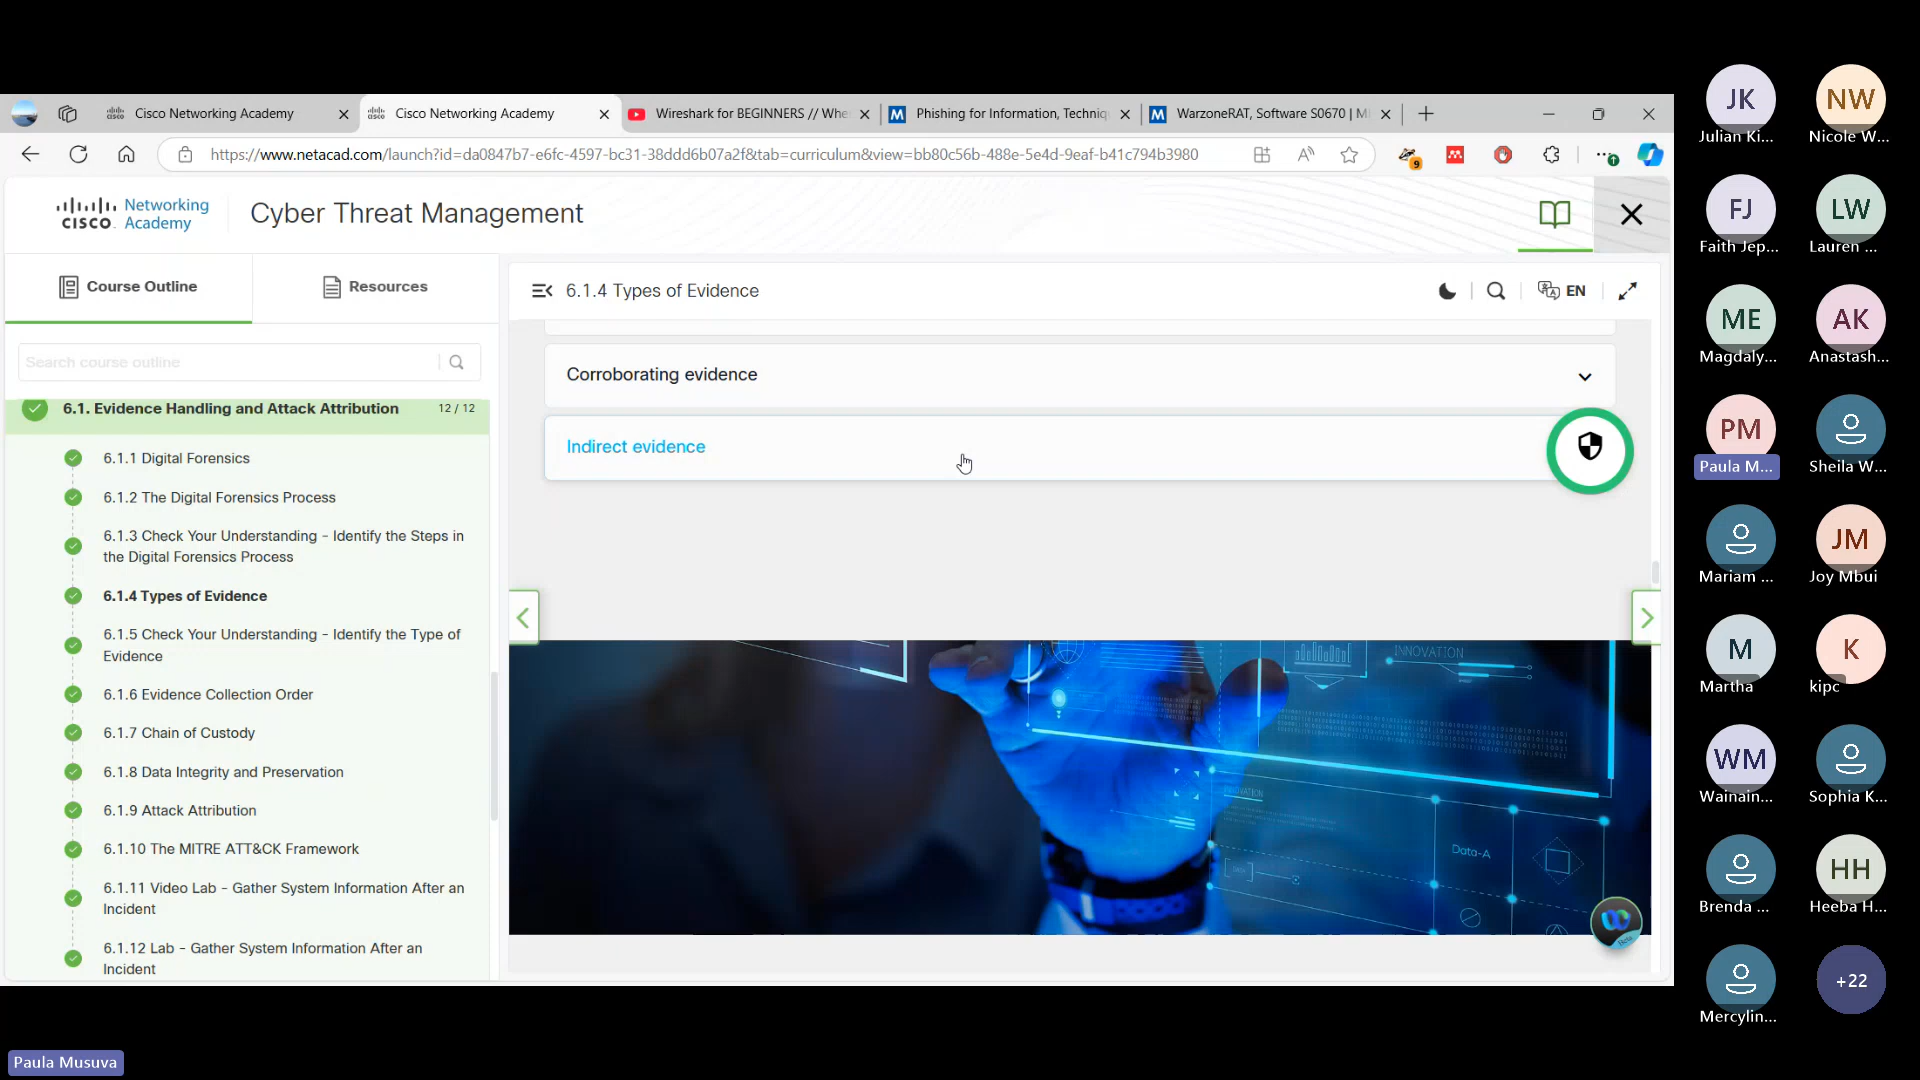 Cisco Networking Academy
Cisco Networking Academy
Wireshark for BEGINNERS // Whe
Phishing for Information, Techniq
WarzoneRAT, Software S0670 | M
https://www.netacad.com/launch?id=da0847b7-e6fc-4597-bc31-38ddd6b07a2f&tab=curriculum&view=bb80c56b-488e-5e4d-9eaf-b41c794b3980
9
CISCO Networking Academy
Cyber Threat Management
Course Outline
Resources
Search course outline
6.1. Evidence Handling and Attack Attribution 12 / 12
6.1.1 Digital Forensics
6.1.2 The Digital Forensics Process
6.1.3 Check Your Understanding - Identify the Steps in
the Digital Forensics Process
6.1.4 Types of Evidence
6.1.5 Check Your Understanding - Identify the Type of
Evidence
6.1.6 Evidence Collection Order
6.1.7 Chain of Custody
6.1.8 Data Integrity and Preservation
6.1.9 Attack Attribution
6.1.10 The MITRE ATT&CK Framework
6.1.11 Video Lab - Gather System Information After an
Incident
6.1.12 Lab - Gather System Information After an
Incident
6.1.4 Types of Evidence
EN
Corroborating evidence
Indirect evidence
INNOVATION
INNOVATION
Data-A
Beta
JK
Julian Ki...
NW
Nicole W...
FJ
Faith Jep...
LW
Lauren ...
ME
Magdaly...
AK
Anastash...
PM
Paula M...
Sheila W...
Mariam ...
JM
Joy Mbui
M
Martha
K
kipc
WM
Wainain...
Sophia K...
Brenda ...
HH
Heeba H...
Mercylin...
+22
Paula Musuva